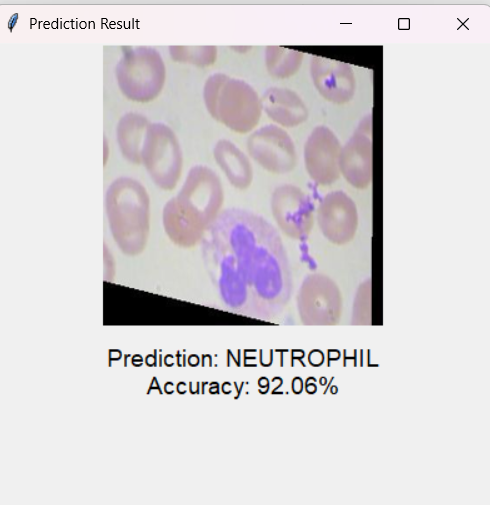 Prediction Result
Prediction: NEUTROPHIL
Accuracy: 92.06%